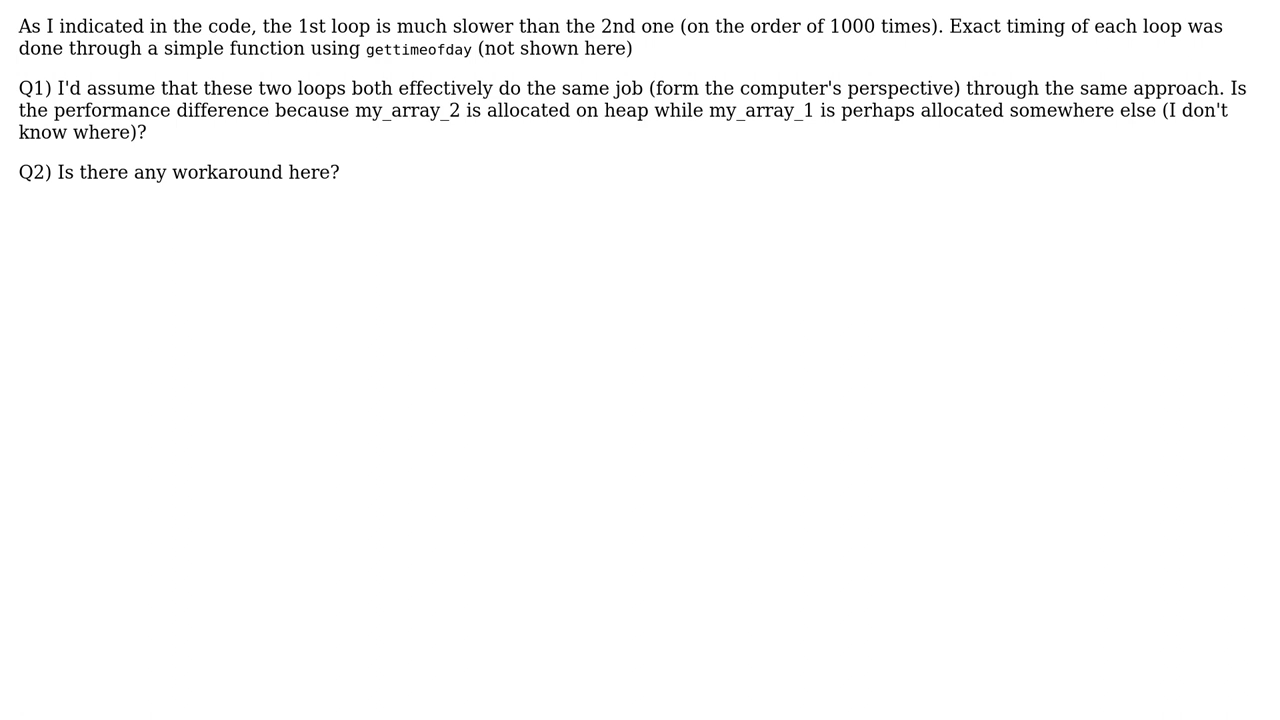 As I indicated in the code, the 1st loop is much slower than the 2nd one (on the order of 1000 times). Exact timing of each loop was
done through a simple function using gettimeofday (not shown here)
Q1) I'd assume that these two loops both effectively do the same job (form the computer's perspective) through the same approach. Is
the performance difference because my_array_2 is allocated on heap while my_array_1 is perhaps allocated somewhere else (I don't
know where)?
Q2) Is there any workaround here?